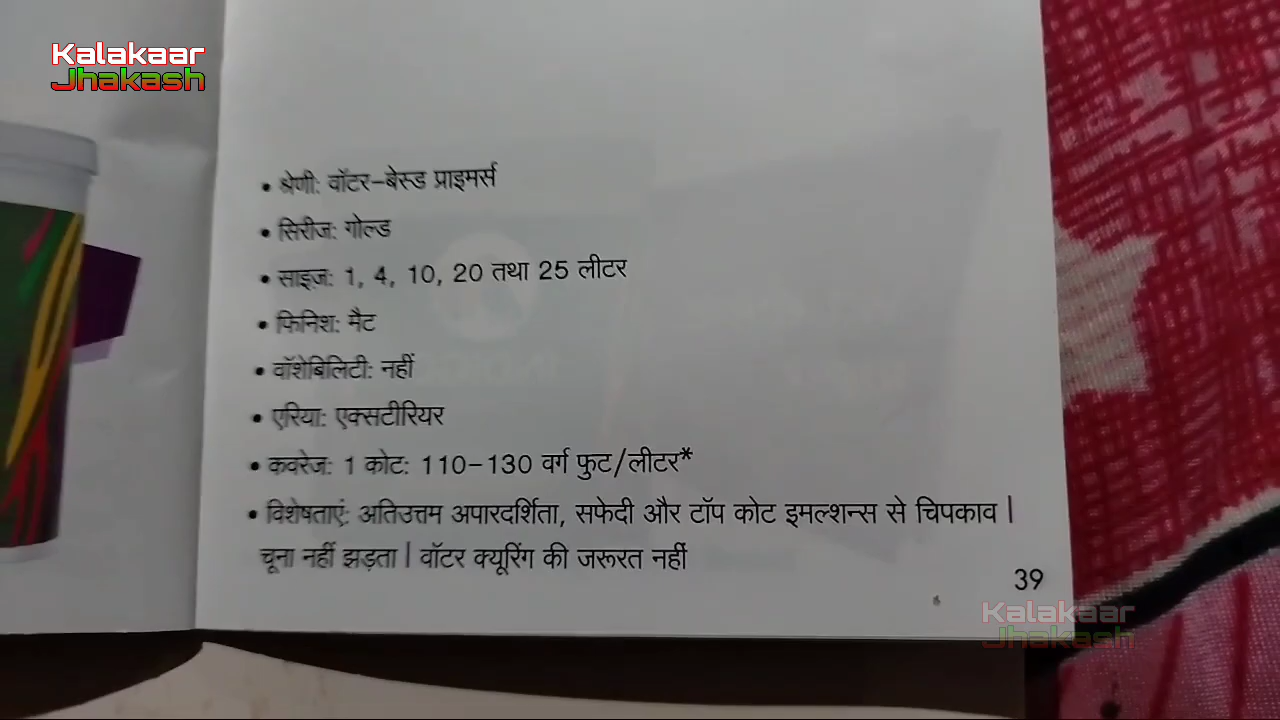 Kalakaar
Jhakash
• श्रेणी: वॉटर-बेस्ड प्राइमर्स
• सिरीज: गोल्ड
• साइज़: 1, 4, 10, 20 तथा 25 लीटर
• फिनिश: मैट
• वॉशेबिलिटी: नहीं
• एरिया: एक्सटीरियर
• कवरेज: 1 कोट: 110-130 वर्ग फुट/लीटर*
• विशेषताएं: अतिउत्तम अपारदर्शिता, सफेदी और टॉप कोट इमल्शन्स से चिपकाव |
चूना नहीं झड़ता | वॉटर क्यूरिंग की जरूरत नहीं
39
Kalakaar
Jhakash